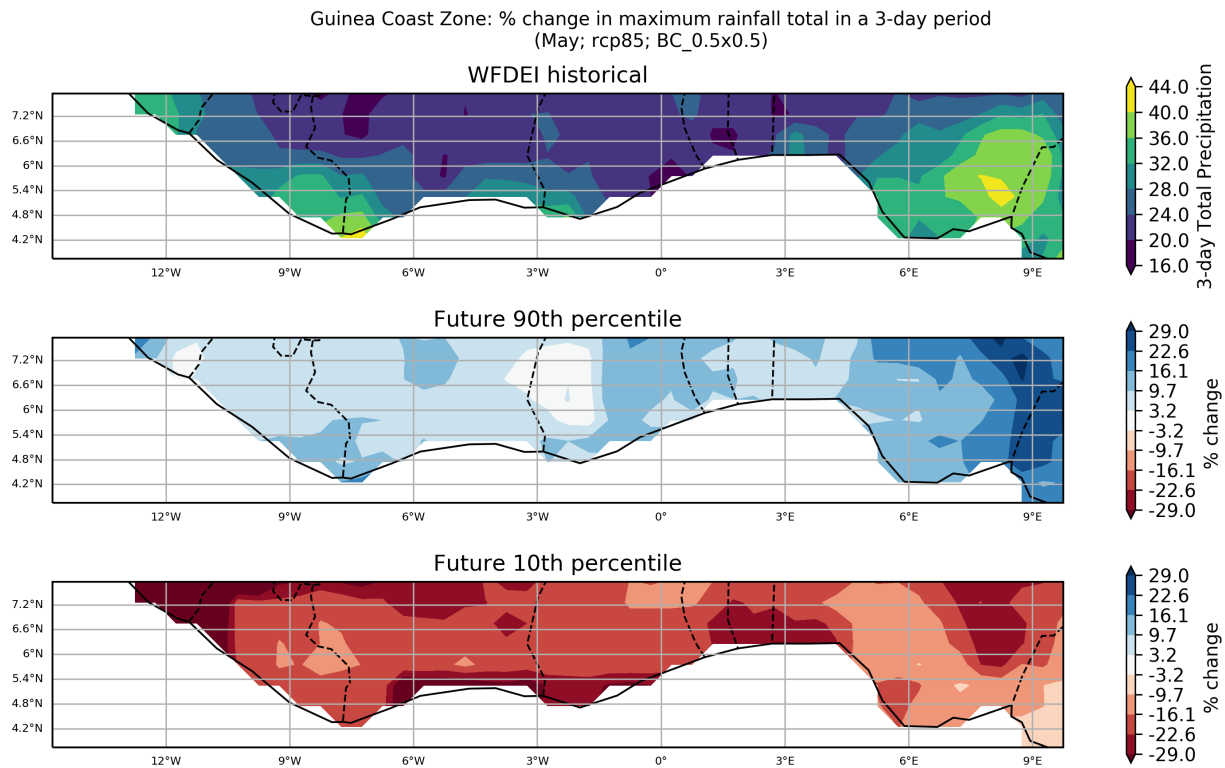 Guinea Coast Zone: % change in maximum rainfall total in a 3-day period
(May; rcp85; BC_0.5x0.5)
WFDEI historical
7.2°N
6.6°N
6°N
5.4°N
4.8°N
4.2°N
12°W 9°W 6°W 3°W 0° 3°E 6°E 9°E
44.0
40.0
36.0
32.0
28.0
24.0
20.0
16.0
3-day Total Precipitation
Future 90th percentile
7.2°N
6.6°N
6°N
5.4°N
4.8°N
4.2°N
12°W 9°W 6°W 3°W 0° 3°E 6°E 9°E
29.0
22.6
16.1
9.7
3.2
-3.2
-9.7
-16.1
-22.6
-29.0
% change
Future 10th percentile
7.2°N
6.6°N
6°N
5.4°N
4.8°N
4.2°N
12°W 9°W 6°W 3°W 0° 3°E 6°E 9°E
29.0
22.6
16.1
9.7
3.2
-3.2
-9.7
-16.1
-22.6
-29.0
% change